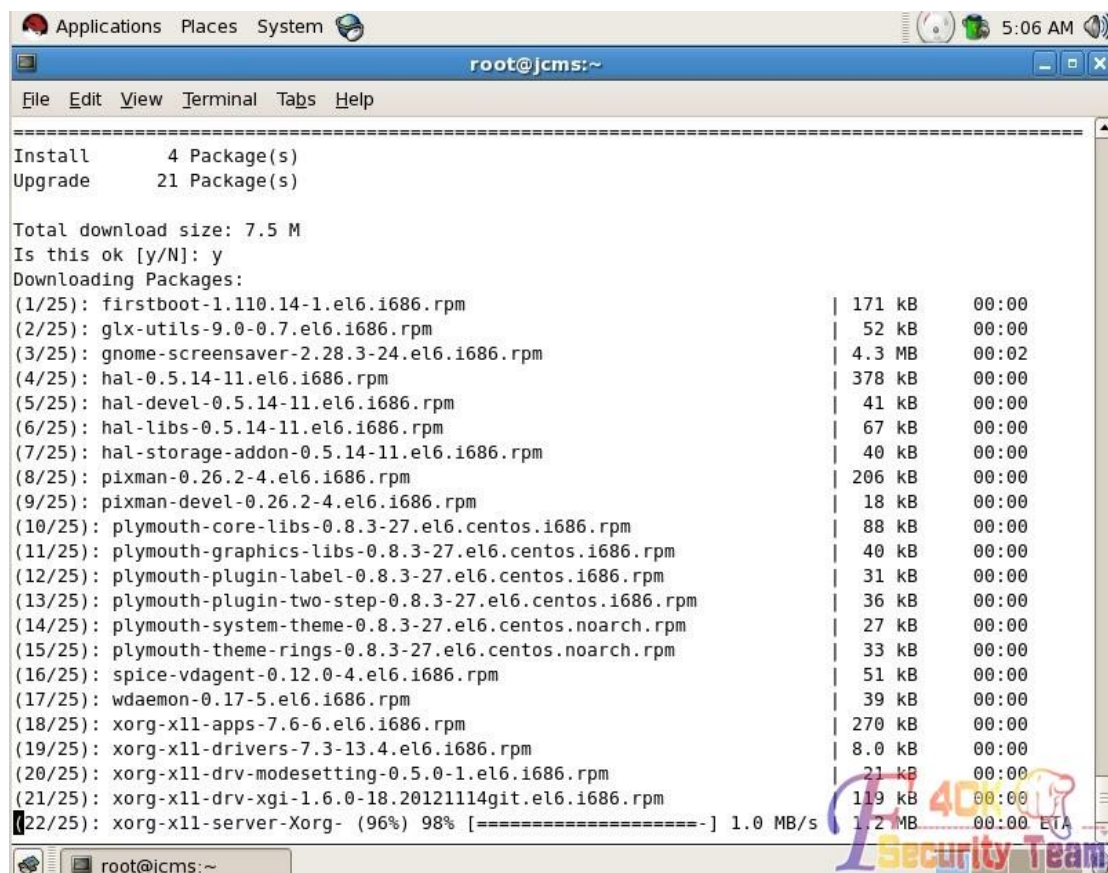 Applications Places System 5:06 AM
root@jcms:~
File Edit View Terminal Tabs Help
================================================================================
Install 4 Package(s)
Upgrade 21 Package(s)
Total download size: 7.5 M
Is this ok [y/N]: y
Downloading Packages:
(1/25): firstboot-1.110.14-1.el6.i686.rpm | 171 kB 00:00
(2/25): glx-utils-9.0-0.7.el6.i686.rpm | 52 kB 00:00
(3/25): gnome-screensaver-2.28.3-24.el6.i686.rpm | 4.3 MB 00:02
(4/25): hal-0.5.14-11.el6.i686.rpm | 378 kB 00:00
(5/25): hal-devel-0.5.14-11.el6.i686.rpm | 41 kB 00:00
(6/25): hal-libs-0.5.14-11.el6.i686.rpm | 67 kB 00:00
(7/25): hal-storage-addon-0.5.14-11.el6.i686.rpm | 40 kB 00:00
(8/25): pixman-0.26.2-4.el6.i686.rpm | 206 kB 00:00
(9/25): pixman-devel-0.26.2-4.el6.i686.rpm | 18 kB 00:00
(10/25): plymouth-core-libs-0.8.3-27.el6.centos.i686.rpm | 88 kB 00:00
(11/25): plymouth-graphics-libs-0.8.3-27.el6.centos.i686.rpm | 40 kB 00:00
(12/25): plymouth-plugin-label-0.8.3-27.el6.centos.i686.rpm | 31 kB 00:00
(13/25): plymouth-plugin-two-step-0.8.3-27.el6.centos.i686.rpm | 36 kB 00:00
(14/25): plymouth-system-theme-0.8.3-27.el6.centos.noarch.rpm | 27 kB 00:00
(15/25): plymouth-theme-rings-0.8.3-27.el6.centos.noarch.rpm | 33 kB 00:00
(16/25): spice-vdagent-0.12.0-4.el6.i686.rpm | 51 kB 00:00
(17/25): wdaemon-0.17-5.el6.i686.rpm | 39 kB 00:00
(18/25): xorg-x11-apps-7.6-6.el6.i686.rpm | 270 kB 00:00
(19/25): xorg-x11-drivers-7.3-13.4.el6.i686.rpm | 8.0 kB 00:00
(20/25): xorg-x11-drv-modesetting-0.5.0-1.el6.i686.rpm | 21 kB 00:00
(21/25): xorg-x11-drv-xgi-1.6.0-18.20121114git.el6.i686.rpm | 119 kB 00:00
(22/25): xorg-x11-server-Xorg- (96%) 98% [=====================-] 1.0 MB/s | 1.2 MB 00:00 ETA
F4CK
Security Team
root@jcms:~